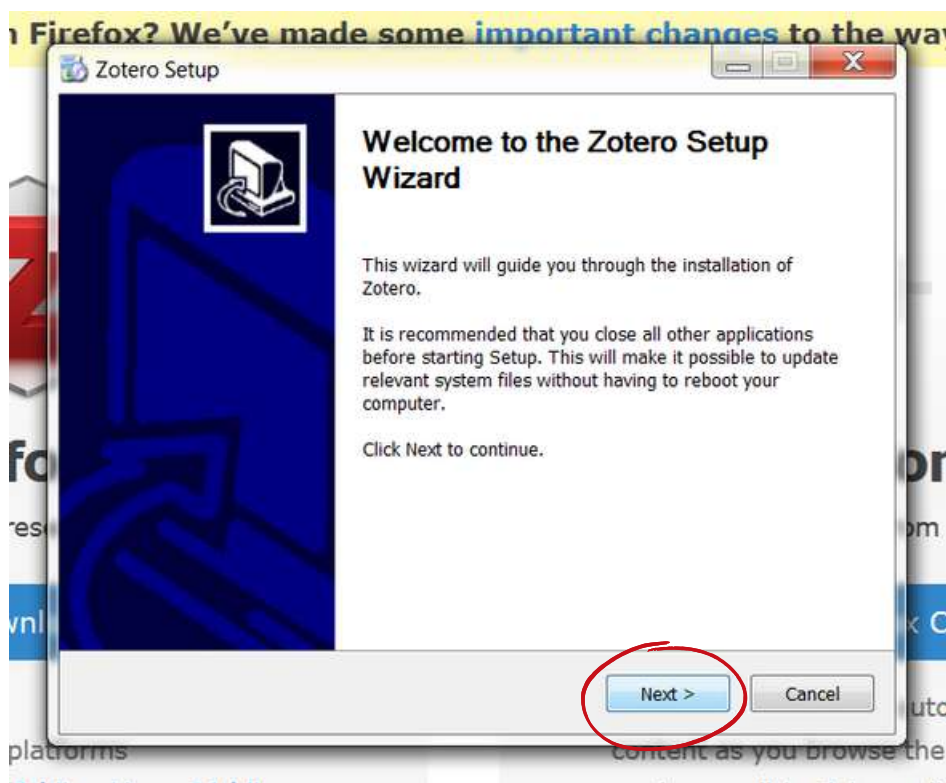 Firefox? We've made some important changes to the way
Zotero Setup
Welcome to the Zotero Setup
Wizard
This wizard will guide you through the installation of
Zotero.
It is recommended that you close all other applications
before starting Setup. This will make it possible to update
relevant system files without having to reboot your
computer.
Click Next to continue.
Next >
Cancel
platforms
content as you browse the